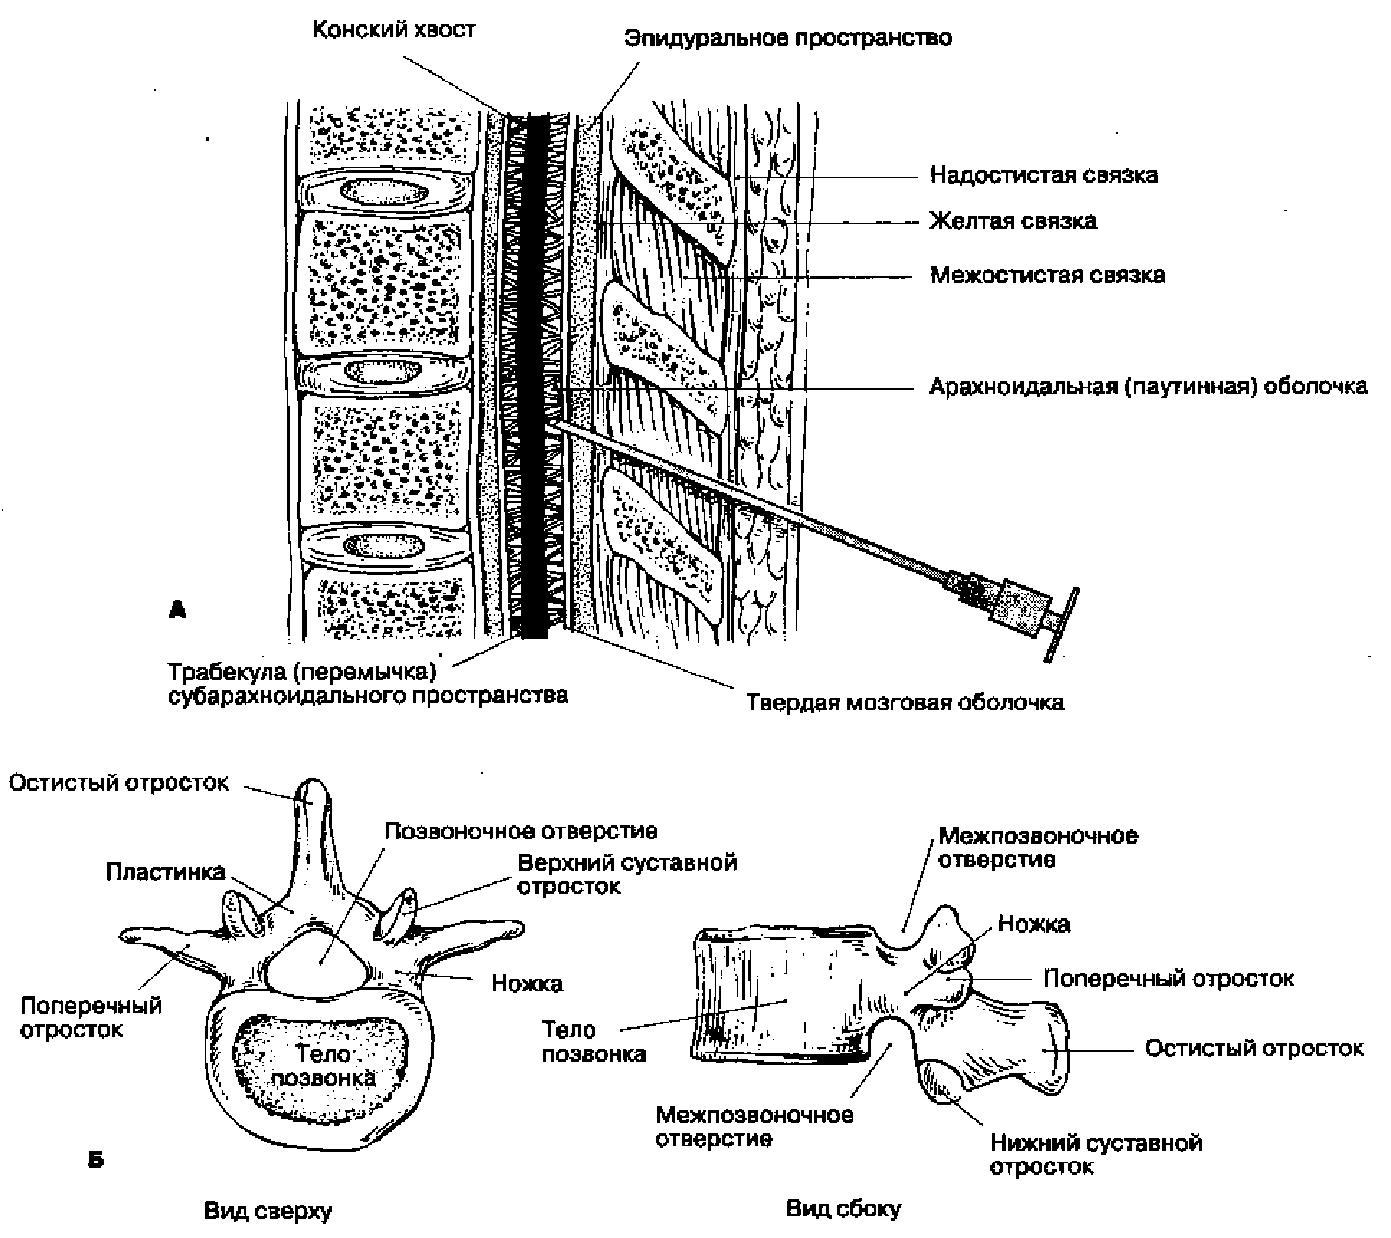 Конский хвост
Эпидуральное пространство
Надостистая связка
Желтая связка
Межостистая связка
Арахноидальная (паутинная) оболочка
А
Трабекула (перемычка)
субарахноидального пространства
Твердая мозговая оболочка
Остистый отросток
Позвоночное отверстие
Пластинка
Верхний суставной
отросток
Поперечный
отросток
Ножка
Тело
позвонка
Б
Вид сверху
Межпозвоночное
отверстие
Ножка
Поперечный отросток
Тело
позвонка
Остистый отросток
Межпозвоночное
отверстие
Нижний суставной
отросток
Вид сбоку